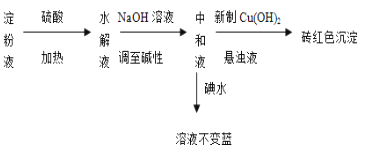 淀粉液
硫酸
加热
水解液
NaOH 溶液
调至碱性
中和液
新制 Cu(OH)₂
悬浊液
砖红色沉淀
碘水
溶液不变蓝